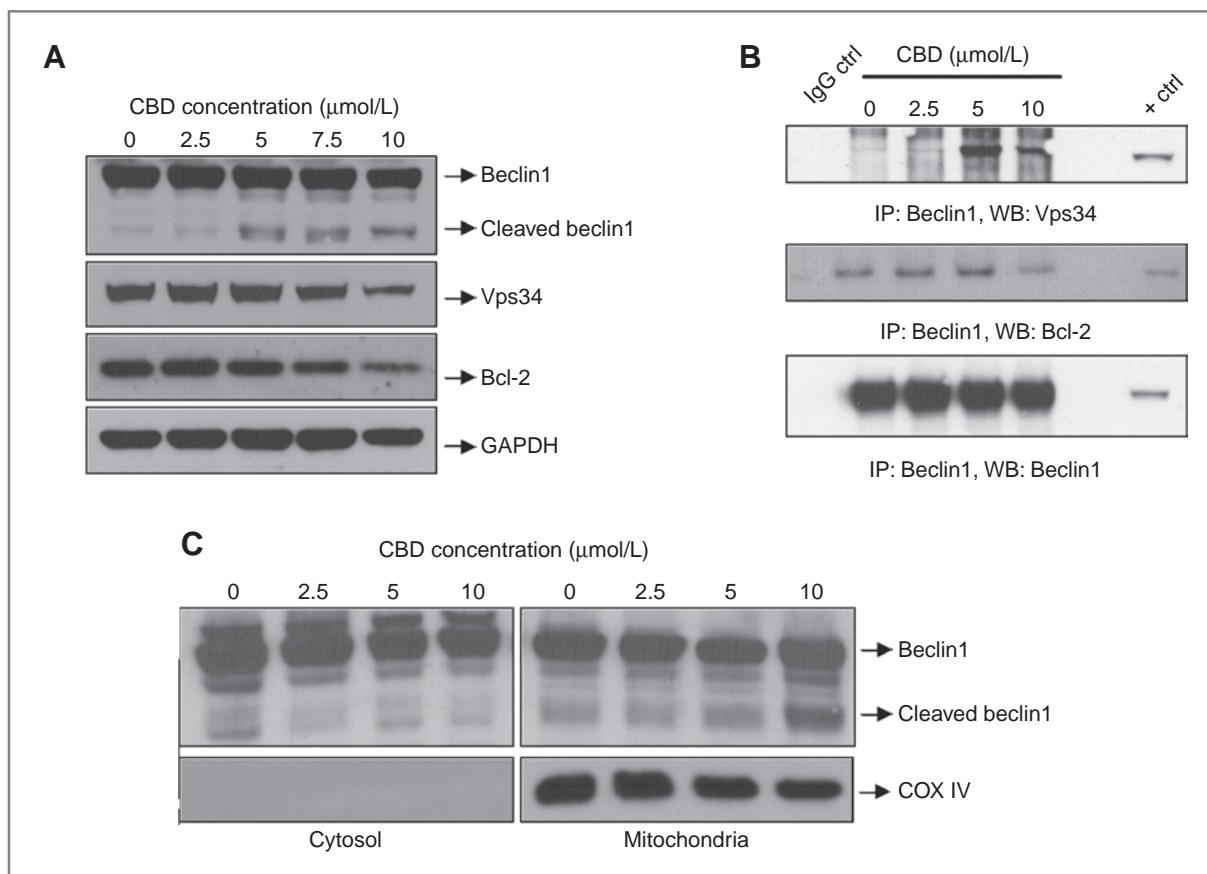 A
CBD concentration (μmol/L)
0 2.5 5 7.5 10
Beclin1
Cleaved beclin1
Vps34
Bcl-2
GAPDH
B
IgG ctrl
CBD (μmol/L)
0 2.5 5 10
+ ctrl
IP: Beclin1, WB: Vps34
IP: Beclin1, WB: Bcl-2
IP: Beclin1, WB: Beclin1
C
CBD concentration (μmol/L)
0 2.5 5 10 0 2.5 5 10
Beclin1
Cleaved beclin1
COX IV
Cytosol Mitochondria